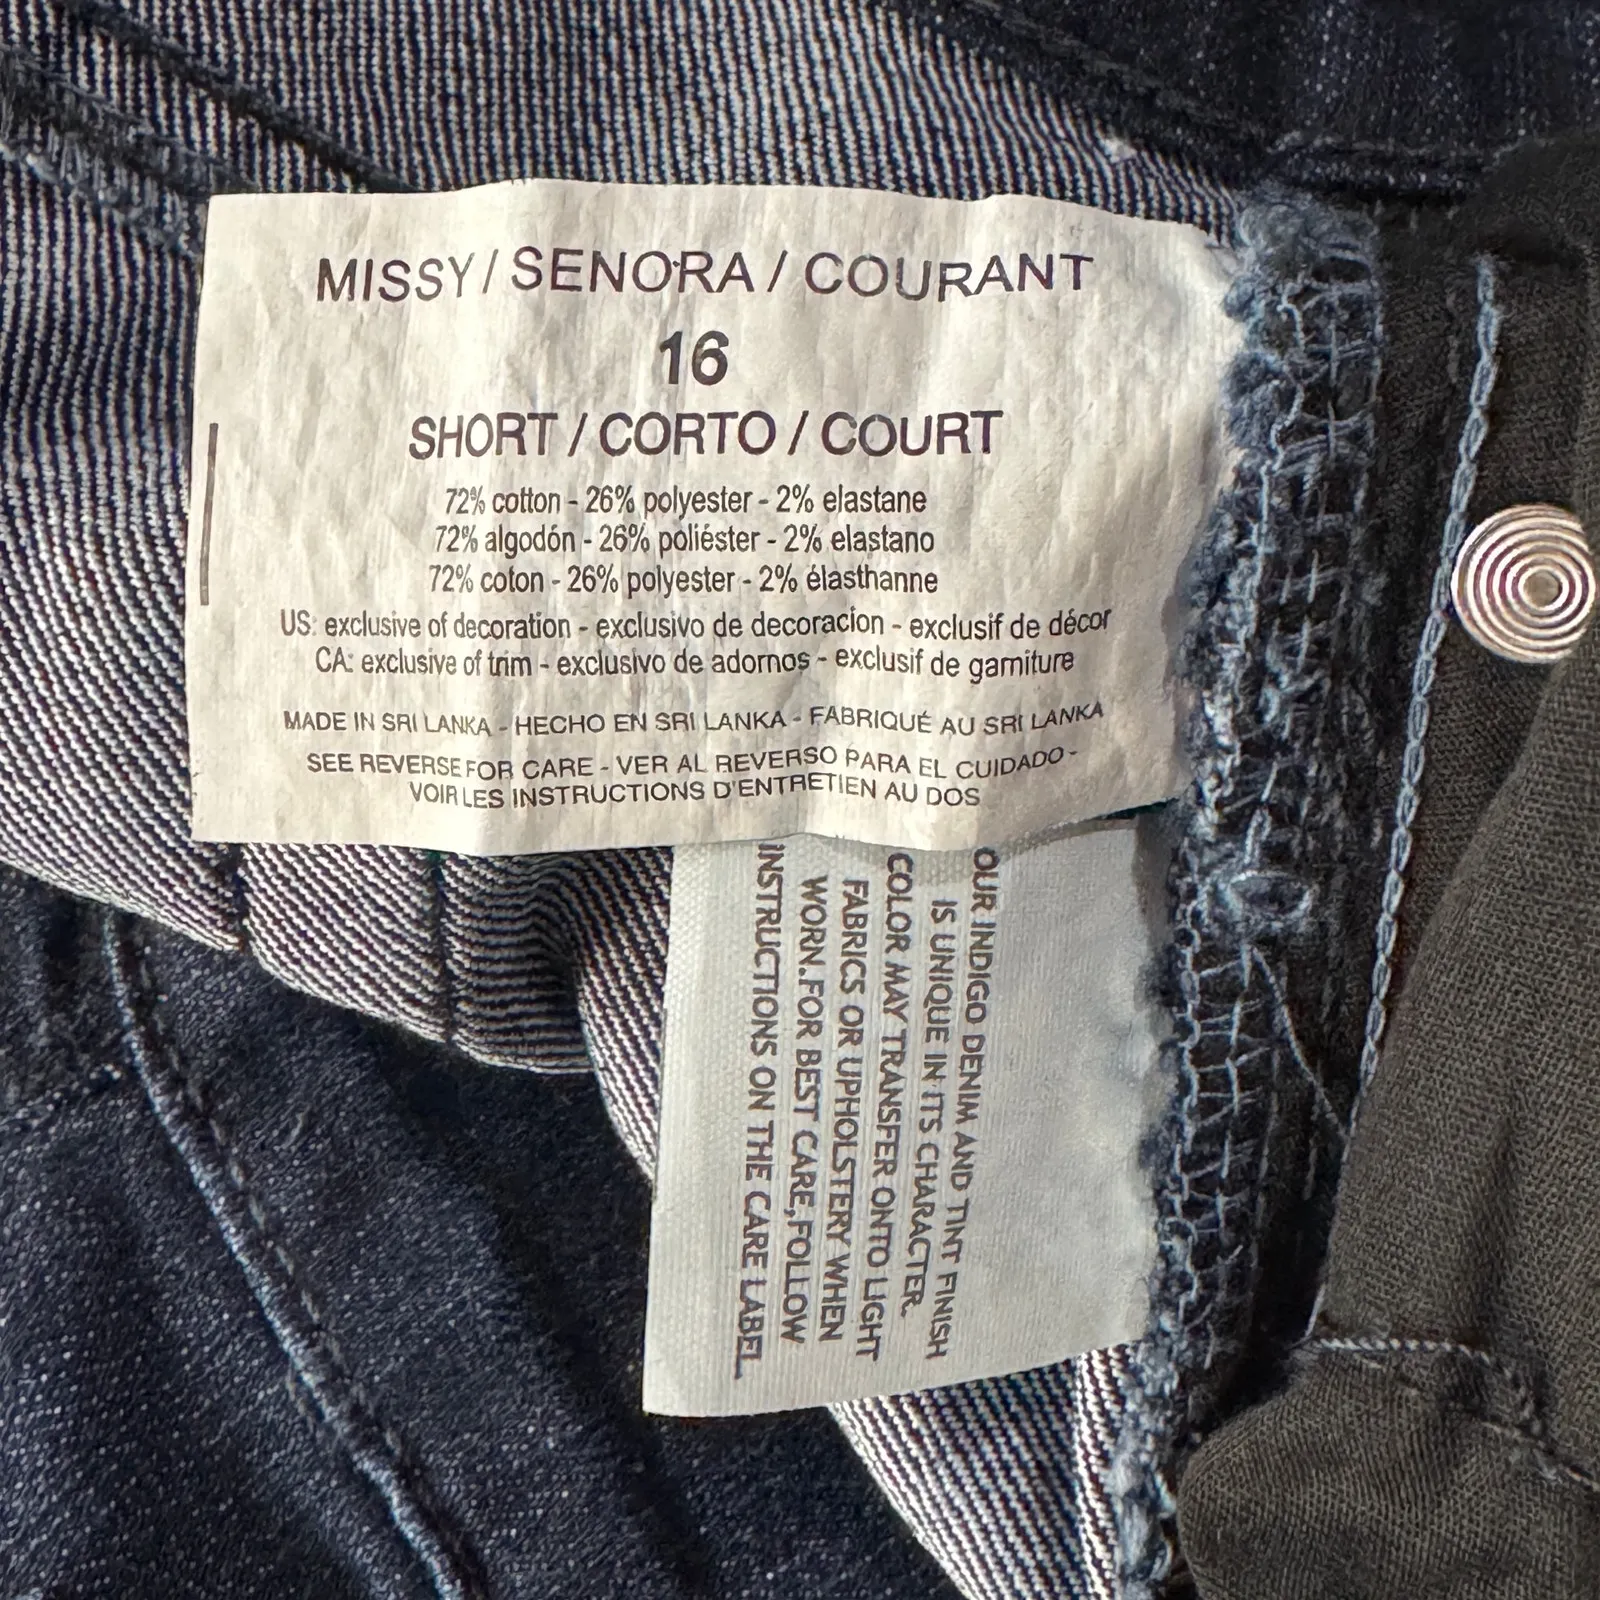 MISSY / SENORA / COURANT
16
SHORT / CORTO / COURT
72% cotton - 26% polyester - 2% elastane
72% algodón - 26% poliéster - 2% elastano
72% coton - 26% polyester - 2% élasthanne
US: exclusive of decoration - exclusivo de decoracion - exclusif de décor
CA: exclusive of trim - exclusivo de adornos - exclusif de garniture
MADE IN SRI LANKA - HECHO EN SRI LANKA - FABRIQUÉ AU SRI LANKA
SEE REVERSE FOR CARE - VER AL REVERSO PARA EL CUIDADO -
VOIR LES INSTRUCTIONS D'ENTRETIEN AU DOS
OUR INDIGO DENIM AND TINT FINISH
IS UNIQUE IN ITS CHARACTER.
COLOR MAY TRANSFER ONTO LIGHT
FABRICS OR UPHOLSTERY WHEN
WORN.FOR BEST CARE,FOLLOW
INSTRUCTIONS ON THE CARE LABEL